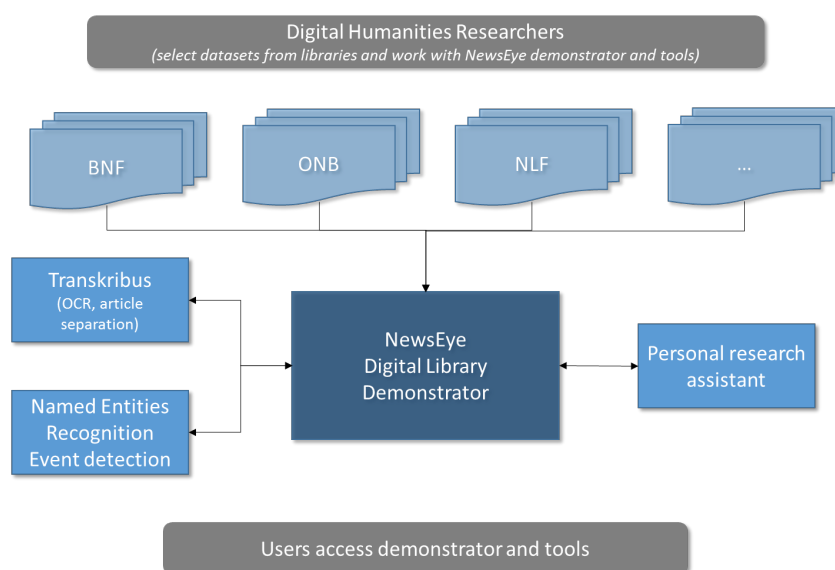 Digital Humanities Researchers
(select datasets from libraries and work with NewsEye demonstrator and tools)
BNF
ONB
NLF
...
Transkribus
(OCR, article
separation)
NewsEye
Digital Library
Demonstrator
Personal research
assistant
Named Entities
Recognition
Event detection
Users access demonstrator and tools